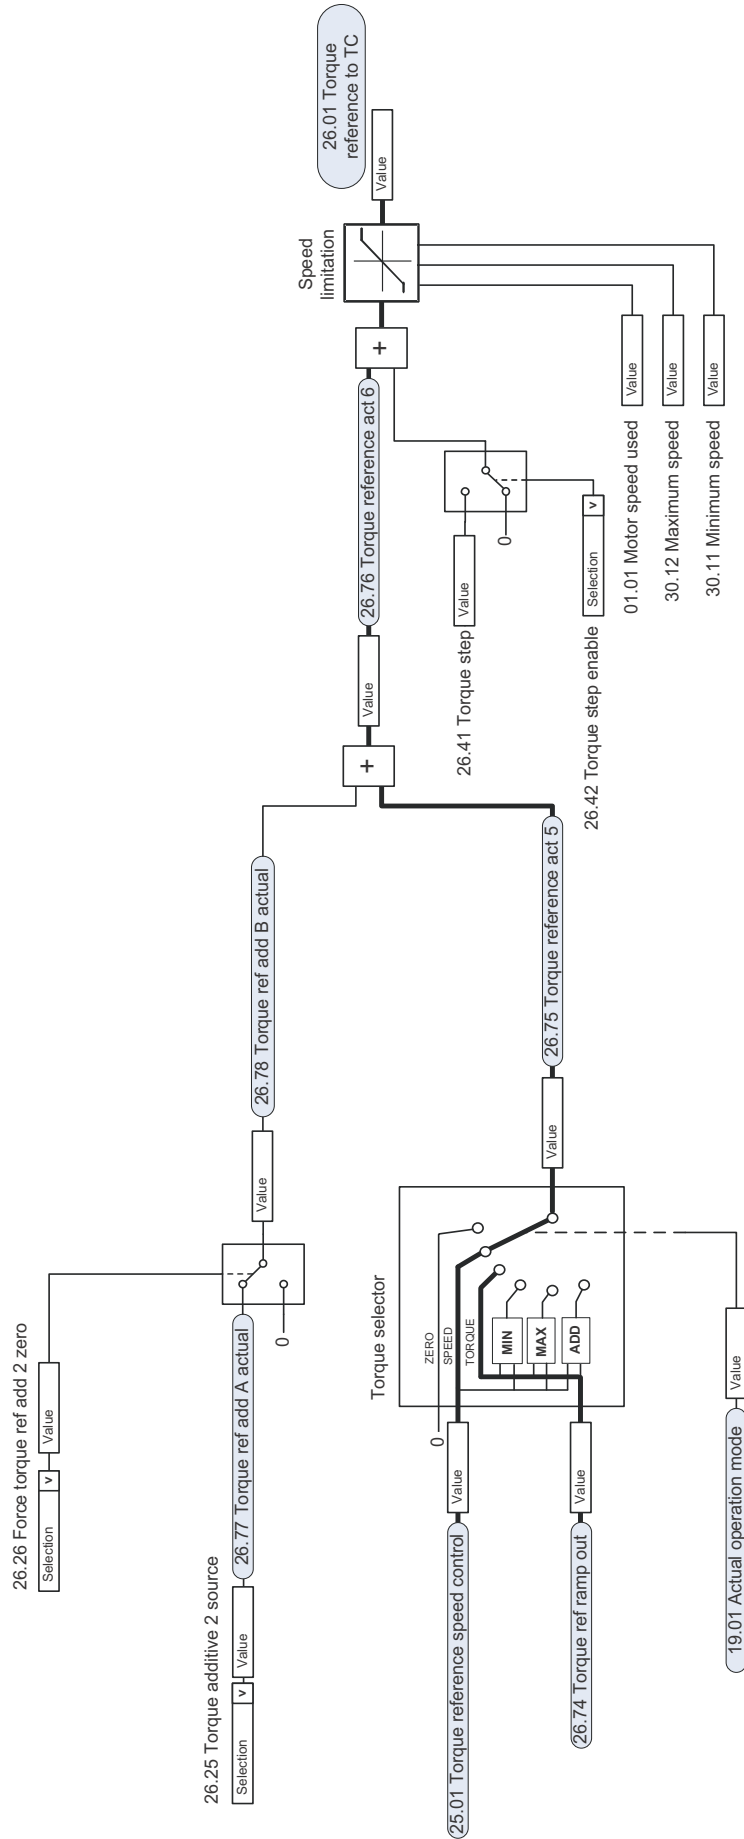 26.26 Force torque ref add 2 zero
Selection
v
Value
26.25 Torque additive 2 source
Selection
v
Value
26.77 Torque ref add A actual
0
Value
26.78 Torque ref add B actual
25.01 Torque reference speed control
Value
26.74 Torque ref ramp out
Value
19.01 Actual operation mode
Value
Torque selector
0
ZERO
SPEED
TORQUE
MIN
MAX
ADD
Value
26.75 Torque reference act 5
+
Value
26.76 Torque reference act 6
26.41 Torque step
Value
0
26.42 Torque step enable
Selection
v
+
01.01 Motor speed used
Value
30.12 Maximum speed
Value
30.11 Minimum speed
Value
Speed
limitation
Value
26.01 Torque
reference to TC